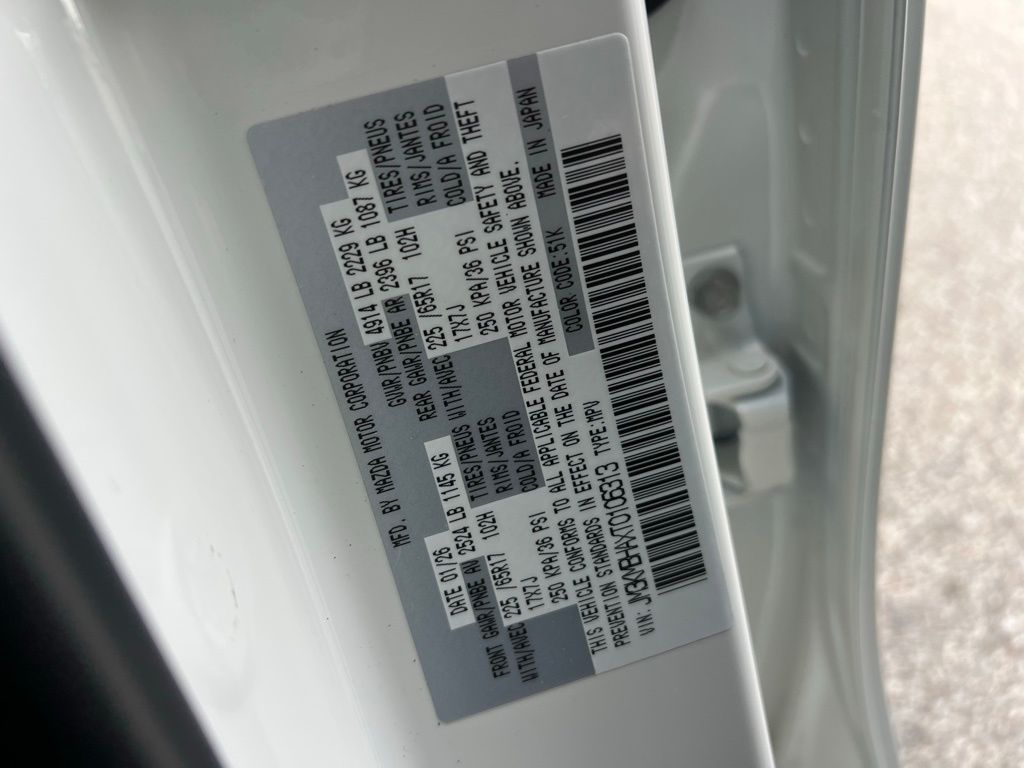 MFD. BY MAZDA MOTOR CORPORATION
DATE 01/26 GVWR/PNBV 4914 LB 2229 KG
FRONT GAWR/PNBE AV 2524 LB 1145 KG REAR GAWR/PNBE AR 2396 LB 1087 KG
WITH/AVEC 225 /65R17 102H TIRES/PNEUS WITH/AVEC 225 /65R17 102H TIRES/PNEUS
17X7J RIMS/JANTES 17X7J RIMS/JANTES
250 KPA/36 PSI COLD/A FROID 250 KPA/36 PSI COLD/A FROID
THIS VEHICLE CONFORMS TO ALL APPLICABLE FEDERAL MOTOR VEHICLE SAFETY AND THEFT
PREVENTION STANDARDS IN EFFECT ON THE DATE OF MANUFACTURE SHOWN ABOVE.
VIN: TYPE:MPV COLOR CODE:51K MADE IN JAPAN